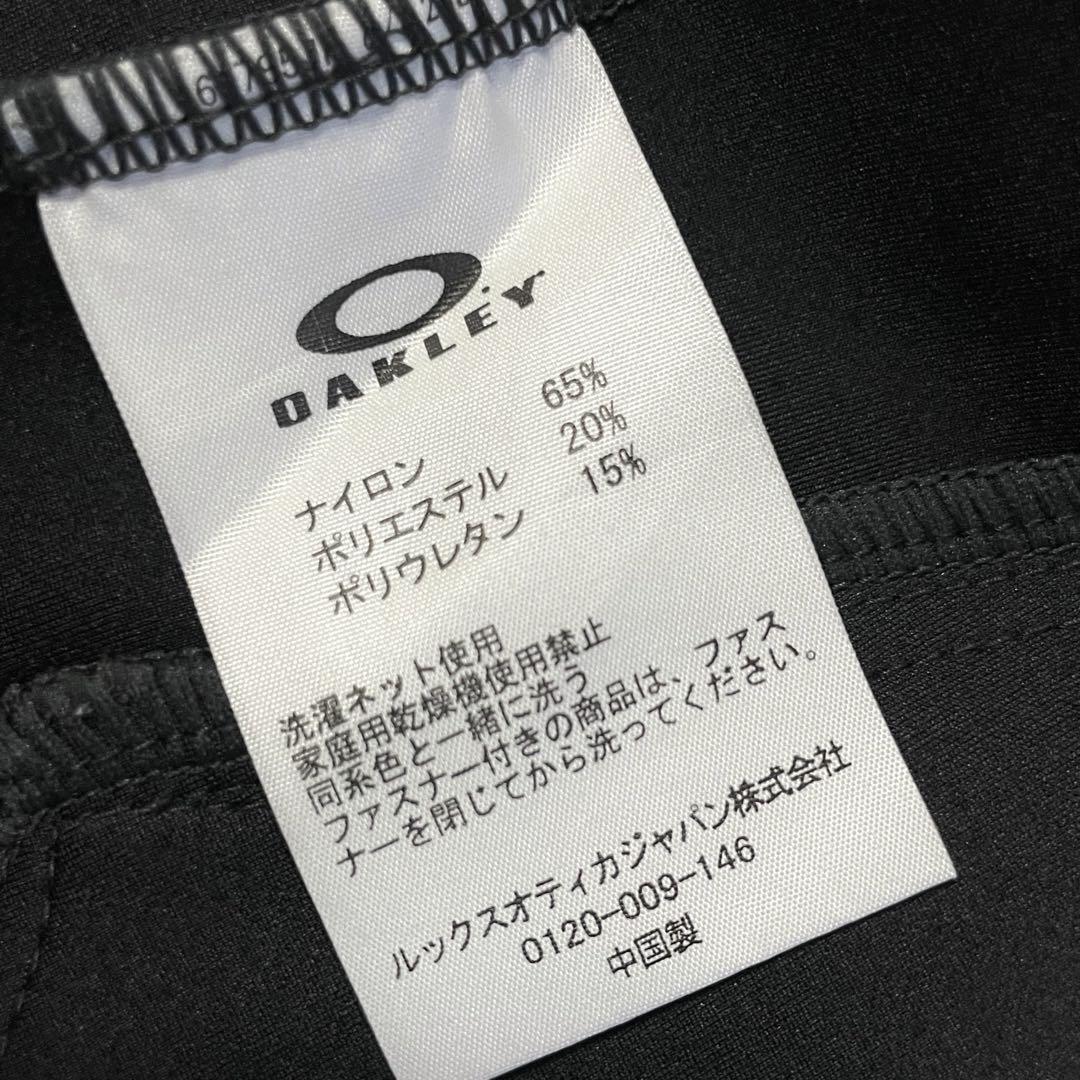 OAKLEY
ナイロン 65%
ポリエステル 20%
ポリウレタン 15%
洗濯ネット使用
家庭用乾燥機使用禁止
同系色と一緒に洗う
ファスナー付きの商品は、ファス
ナーを閉じてから洗ってください。
ルックスオティカジャパン株式会社
0120-009-146
中国製